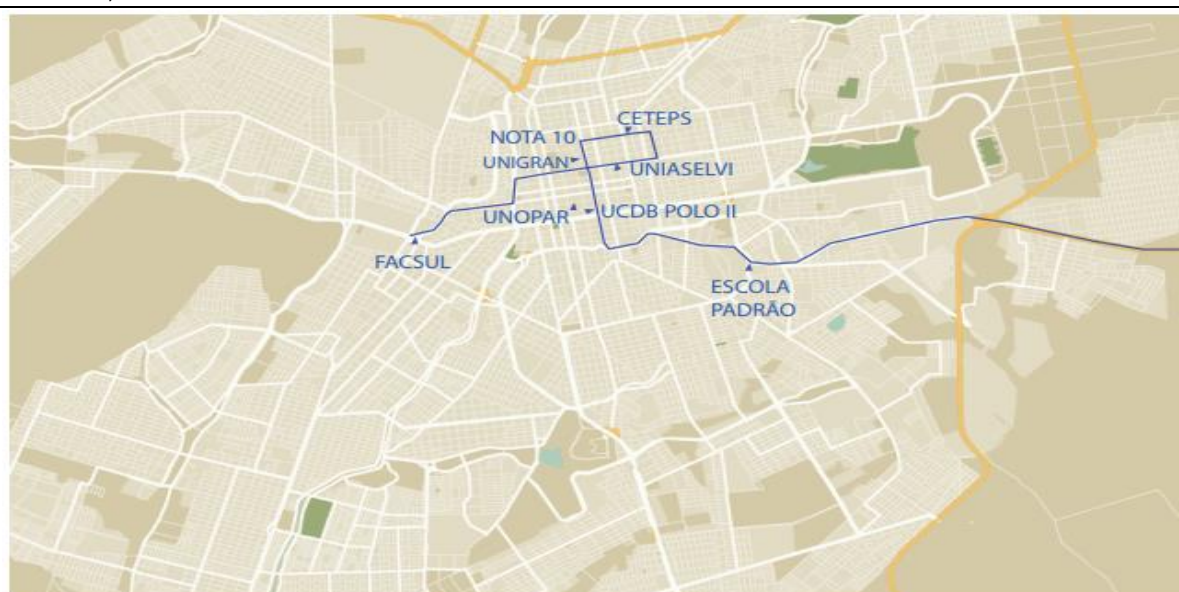 CETEPS
NOTA 10
UNIGRAN
UNIASELVI
UNOPAR
UCDB POLO II
FACSUL
ESCOLA
PADRÃO